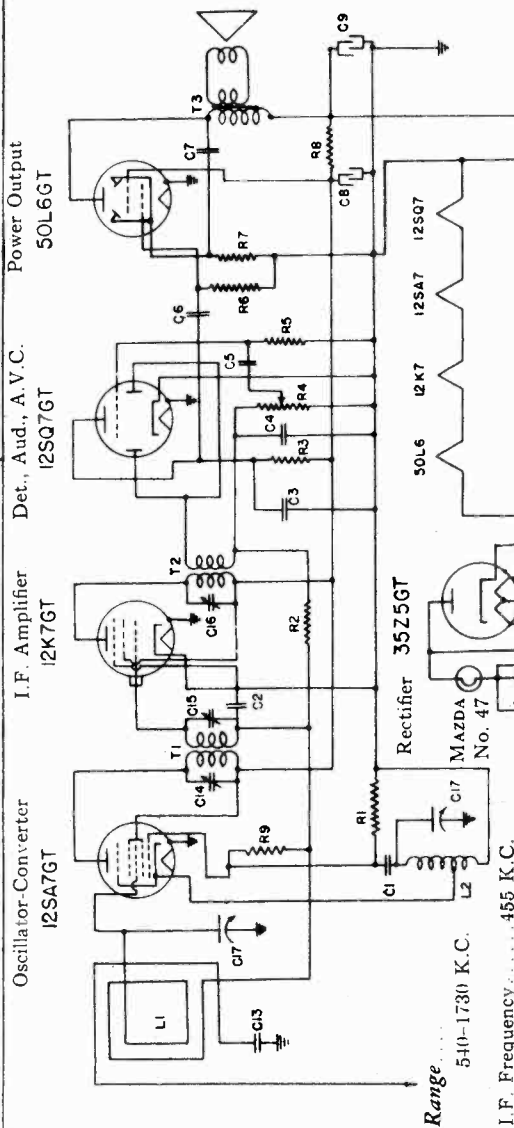 Oscillator-Converter
12SA7GT
I.F. Amplifier
12K7GT
Det., Aud., A.V.C.
12SQ7GT
Power Output
50L6GT
L1
C17
C13
R9
T1
C14
C15
C2
R2
T2
C16
C3
R3
C4
R4
C5
R5
C6
R6
R7
C7
T3
R8
C8
C9
R1
C1
C17
L2
Rectifier
35Z5GT
MAZDA
No. 47
50L6
12K7
12SA7
12SQ7
Range.....
540-1730 K.C.
I.F. Frequency......455 K.C.